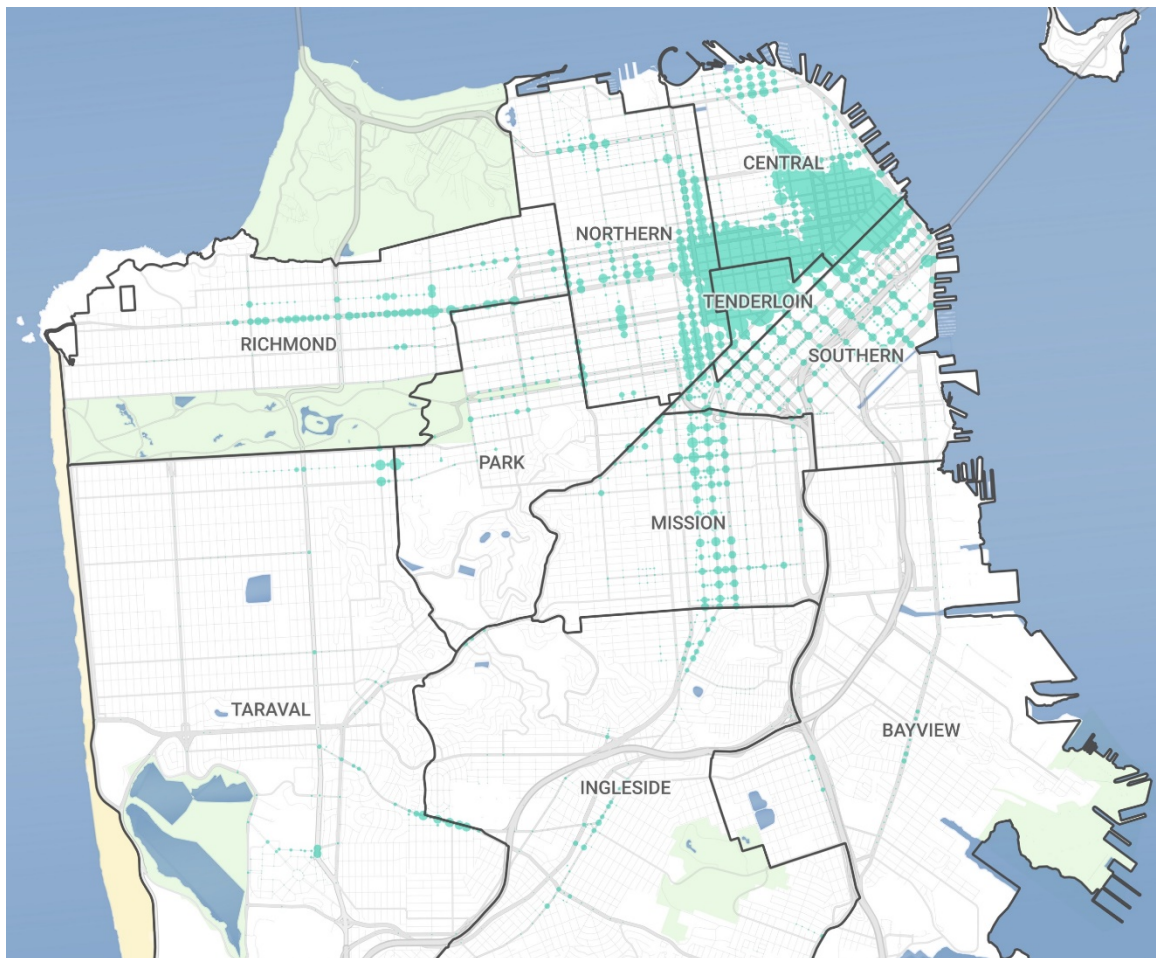 CENTRAL
NORTHERN
TENDERLOIN
RICHMOND
SOUTHERN
PARK
MISSION
TARAVAL
BAYVIEW
INGLESIDE